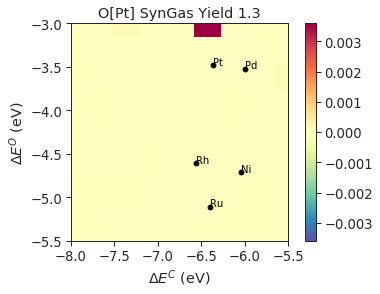 O[Pt] SynGas Yield 1.3
ΔE^O (eV)
−3.0
−3.5
−4.0
−4.5
−5.0
−5.5
Pt
Pd
Rh
Ni
Ru
−8.0 −7.5 −7.0 −6.5 −6.0 −5.5
ΔE^C (eV)
0.003
0.002
0.001
0.000
−0.001
−0.002
−0.003